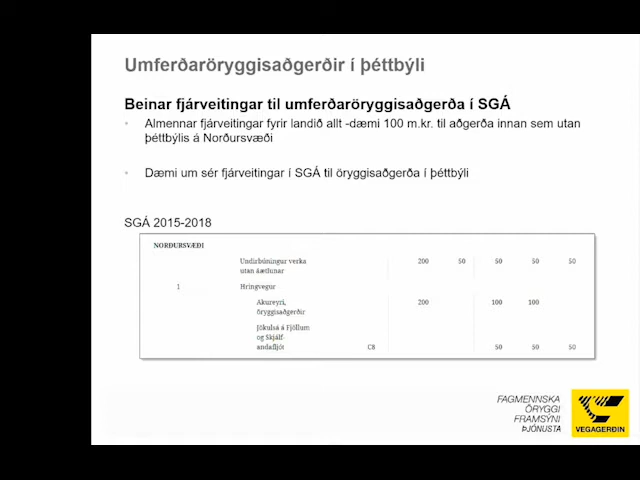 Umferðaröryggisaðgerðir í þéttbýli
Beinar fjárveitingar til umferðaröryggisaðgerða í SGÁ
• Almennar fjárveitingar fyrir landið allt -dæmi 100 m.kr. til aðgerða innan sem utan
þéttbýlis á Norðursvæði
• Dæmi um sér fjárveitingar í SGÁ til öryggisaðgerða í þéttbýli
SGÁ 2015-2018
NORÐURSVÆÐI
Undirbúningur verka 200 50 50 50 50
utan áætlunar
1 Hringvegur
Akureyri, 200 100 100
öryggisaðgerðir
Jökulsá á Fjöllum
og Skjálf-
andafljót C8 50 50 50
FAGMENNSKA
ÖRYGGI
FRAMSÝNI
ÞJÓNUSTA
VEGAGERÐIN